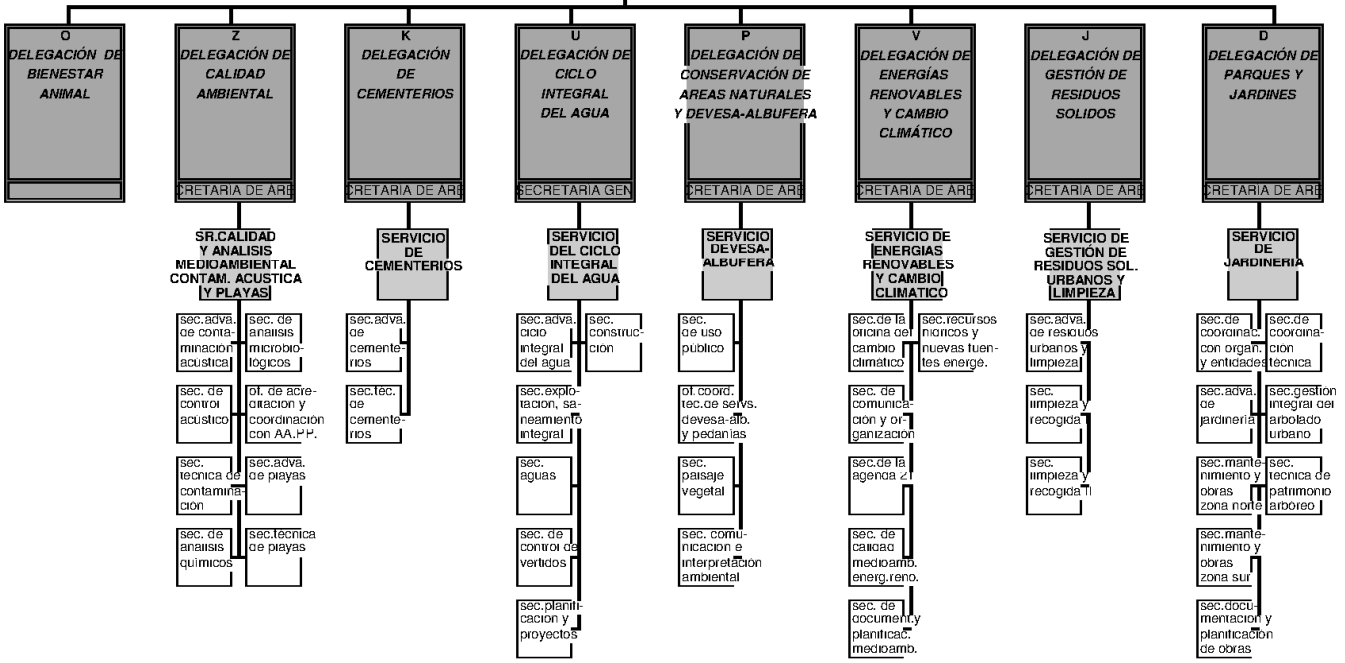 O
DELEGACIÓN DE
BIENESTAR
ANIMAL
Z
DELEGACIÓN DE
CALIDAD
AMBIENTAL
CRETARIA DE ARE
SR.CALIDAD
Y ANALISIS
MEDIOAMBIENTAL
CONTAM. ACUSTICA
Y PLAYAS
sec.adva.
de conta-
minación
acústica
sec. de
analisis
microbio-
lógicos
sec. de
control
acústico
of. de acre-
ditación y
coordinación
con AA.PP.
sec.
técnica de
contamina-
ción
sec.adva.
de playas
sec. de
analisis
químicos
sec.técnica
de playas
K
DELEGACIÓN
DE
CEMENTERIOS
CRETARIA DE ARE
SERVICIO
DE
CEMENTERIOS
sec.adva.
de
cemente-
rios
sec.tec.
de
cemente-
rios
U
DELEGACIÓN DE
CICLO
INTEGRAL
DEL AGUA
SECRETARIA GEN
SERVICIO
DEL CICLO
INTEGRAL
DEL AGUA
sec.adva.
ciclo
integral
del agua
sec.
construc-
ción
sec.explo-
tación, sa-
neamiento
integral
sec.
aguas
sec. de
control de
vertidos
sec.planifi-
cación y
proyectos
P
DELEGACIÓN DE
CONSERVACIÓN DE
AREAS NATURALES
Y DEVESA-ALBUFERA
CRETARIA DE ARE
SERVICIO
DEVESA-
ALBUFERA
sec.
de uso
público
of.coord.
tec.de servs.
devesa-alb.
y pedanías
sec.
paisaje
vegetal
sec. comu-
nicación e
interpretación
ambiental
V
DELEGACIÓN DE
ENERGÍAS
RENOVABLES
Y CAMBIO
CLIMÁTICO
CRETARIA DE ARE
SERVICIO DE
ENERGIAS
RENOVABLES
Y CAMBIO
CLIMATICO
sec.de la
oficina del
cambio
climático
sec.recursos
hídricos y
nuevas fuen-
tes energe.
sec. de
comunica-
ción y or-
ganización
sec.de la
agenda 21
sec. de
calidad
medioamb.
energ.reno.
sec. de
document.y
planificac.
medioamb.
J
DELEGACIÓN DE
GESTIÓN DE
RESIDUOS
SOLIDOS
CRETARIA DE ARE
SERVICIO DE
GESTIÓN DE
RESIDUOS SOL.
URBANOS Y
LIMPIEZA
sec.adva.
de residuos
urbanos y
limpieza
sec.
limpieza y
recogida I
sec.
limpieza y
recogida II
D
DELEGACIÓN DE
PARQUES Y
JARDINES
CRETARIA DE ARE
SERVICIO
DE
JARDINERIA
sec.de
coordinac.
con organ.
y entidades
sec.de
coordina-
ción
técnica
sec.adva.
de
jardinería
sec.gestión
integral del
arbolado
urbano
sec.mante-
nimiento y
obras
zona norte
sec.
técnica de
patrimonio
arbóreo
sec.mante-
nimiento y
obras
zona sur
sec.docu-
mentación y
planificación
de obras